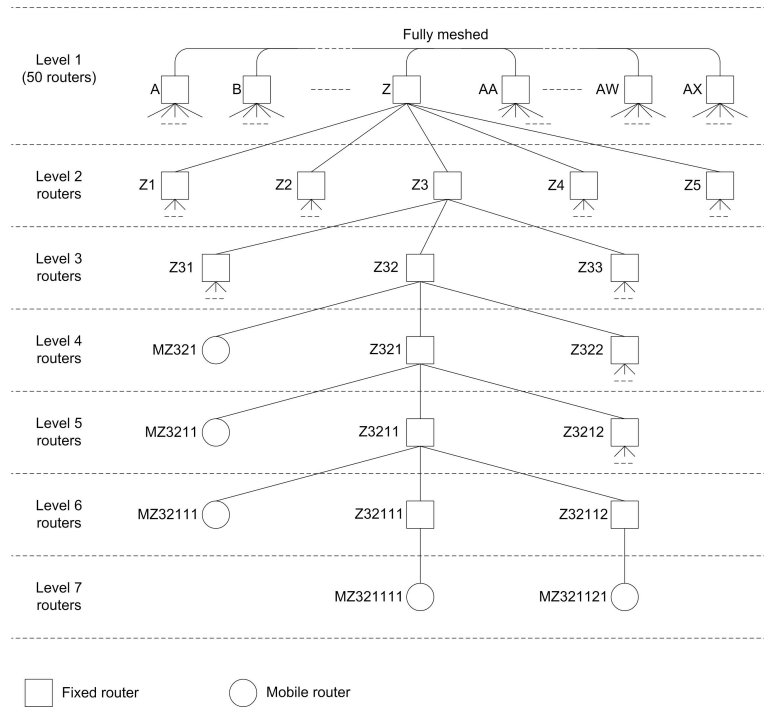 Fully meshed
Level 1
(50 routers)
A
B
Z
AA
AW
AX
Level 2
routers
Z1
Z2
Z3
Z4
Z5
Level 3
routers
Z31
Z32
Z33
Level 4
routers
MZ321
Z321
Z322
Level 5
routers
MZ3211
Z3211
Z3212
Level 6
routers
MZ32111
Z32111
Z32112
Level 7
routers
MZ321111
MZ321121
Fixed router
Mobile router